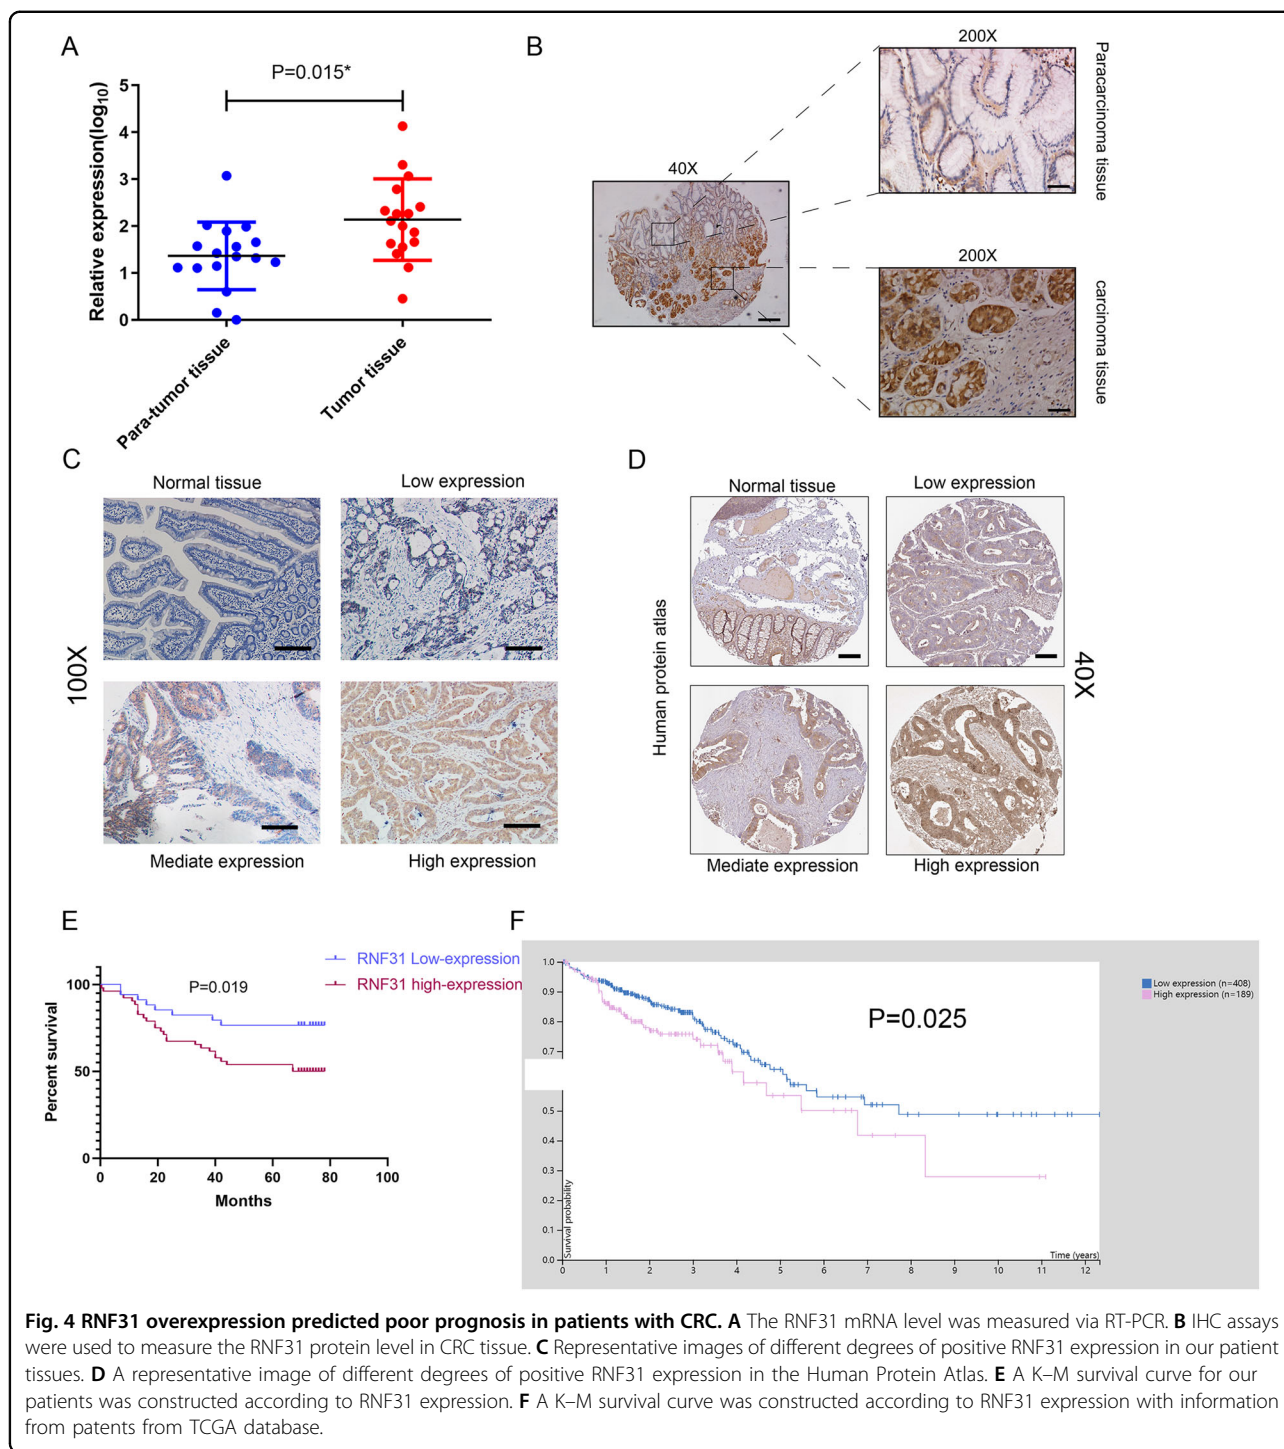 A
P=0.015*
Relative expression(log10)
5
4
3
2
1
0
Para-tumor tissue
Tumor tissue
B
40X
200X
Paracarcinoma tissue
200X
carcinoma tissue
C
Normal tissue
Low expression
100X
Mediate expression
High expression
D
Normal tissue
Low expression
Human protein atlas
40X
Mediate expression
High expression
E
RNF31 Low-expression
RNF31 high-expression
P=0.019
Percent survival
100
50
0
0 20 40 60 80 100
Months
F
Low expression (n=408)
High expression (n=189)
P=0.025
1.0
0.9
0.8
0.7
0.5
0.4
0.3
0.2
0.1
0.0
Survival probability
Time (years)
0 1 2 3 4 5 6 7 8 9 10 11 12
Fig. 4 RNF31 overexpression predicted poor prognosis in patients with CRC. A The RNF31 mRNA level was measured via RT-PCR. B IHC assays
were used to measure the RNF31 protein level in CRC tissue. C Representative images of different degrees of positive RNF31 expression in our patient
tissues. D A representative image of different degrees of positive RNF31 expression in the Human Protein Atlas. E A K–M survival curve for our
patients was constructed according to RNF31 expression. F A K–M survival curve was constructed according to RNF31 expression with information
from patents from TCGA database.